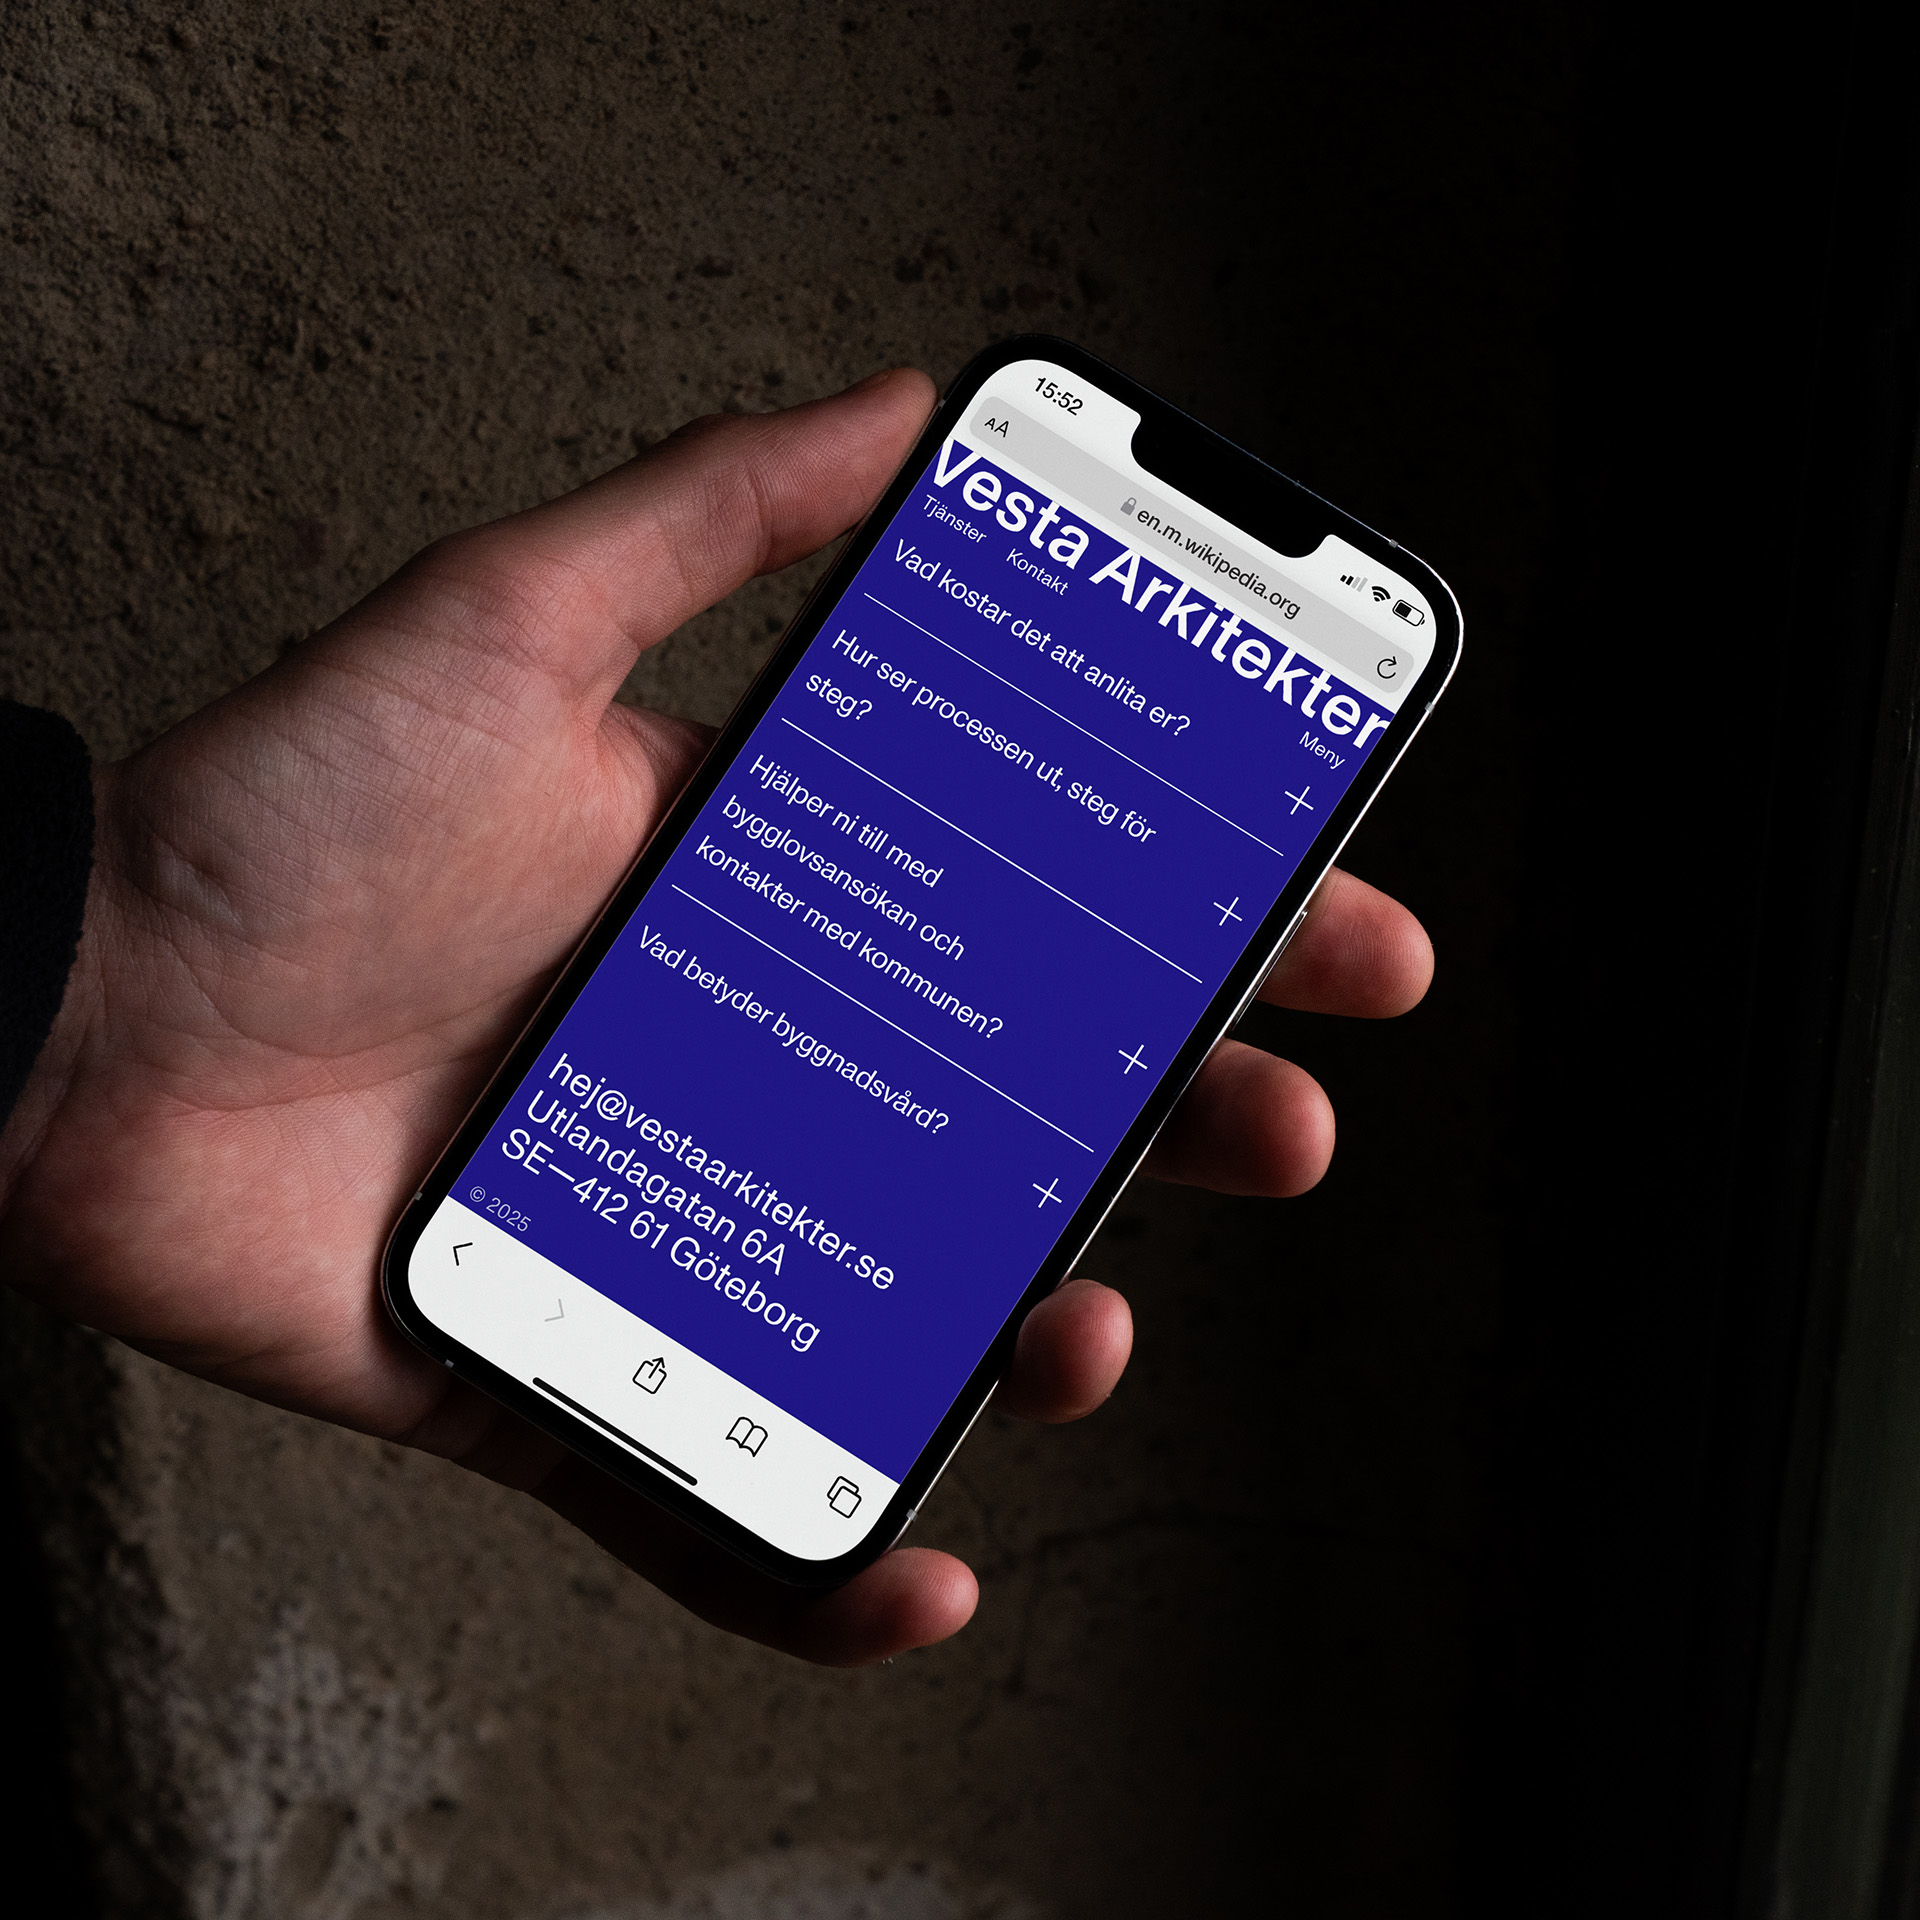 15:52
AA
en.m.wikipedia.org
Vesta Arkitekter
Tjänster Kontakt Meny
Vad kostar det att anlita er?
Hur ser processen ut, steg för
steg?
Hjälper ni till med
bygglovsansökan och
kontakter med kommunen?
Vad betyder byggnadsvård?
hej@vestaarkitekter.se
Utlandagatan 6A
SE—412 61 Göteborg
© 2025